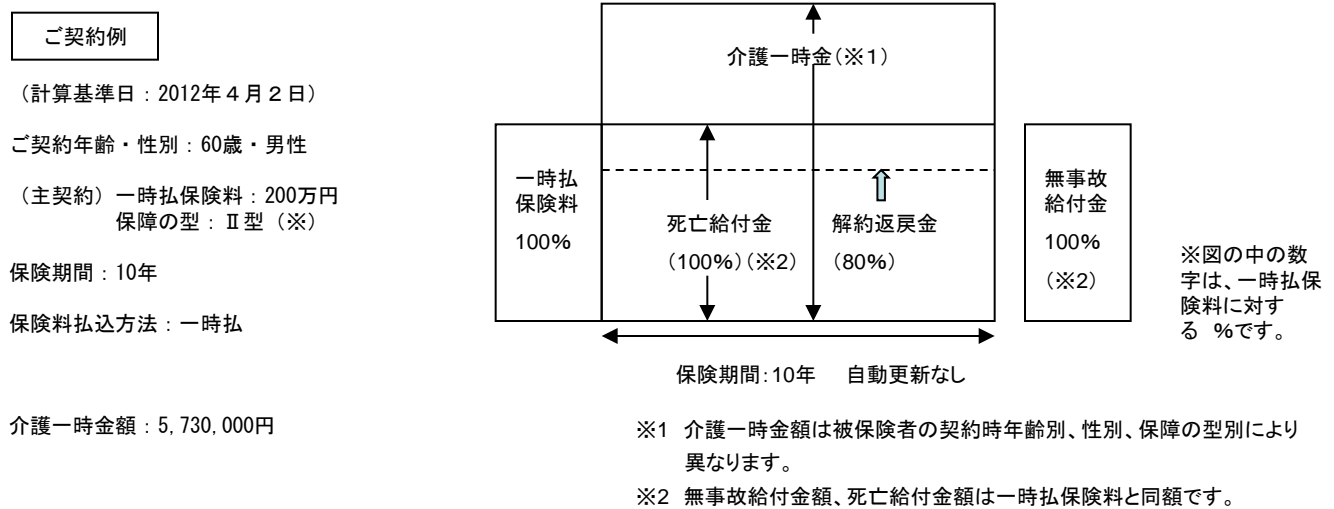 ご契約例
（計算基準日：2012年４月２日）
ご契約年齢・性別：60歳・男性
（主契約）一時払保険料：200万円
保障の型：Ⅱ型（※）
保険期間：10年
保険料払込方法：一時払
介護一時金額：5,730,000円
介護一時金(※1)
一時払
保険料
100%
死亡給付金
(100%)(※2)
解約返戻金
(80%)
無事故
給付金
100%
(※2)
※図の中の数
字は、一時払保
険料に対す
る %です。
保険期間:10年 自動更新なし
※1 介護一時金額は被保険者の契約時年齢別、性別、保障の型別により
異なります。
※2 無事故給付金額、死亡給付金額は一時払保険料と同額です。